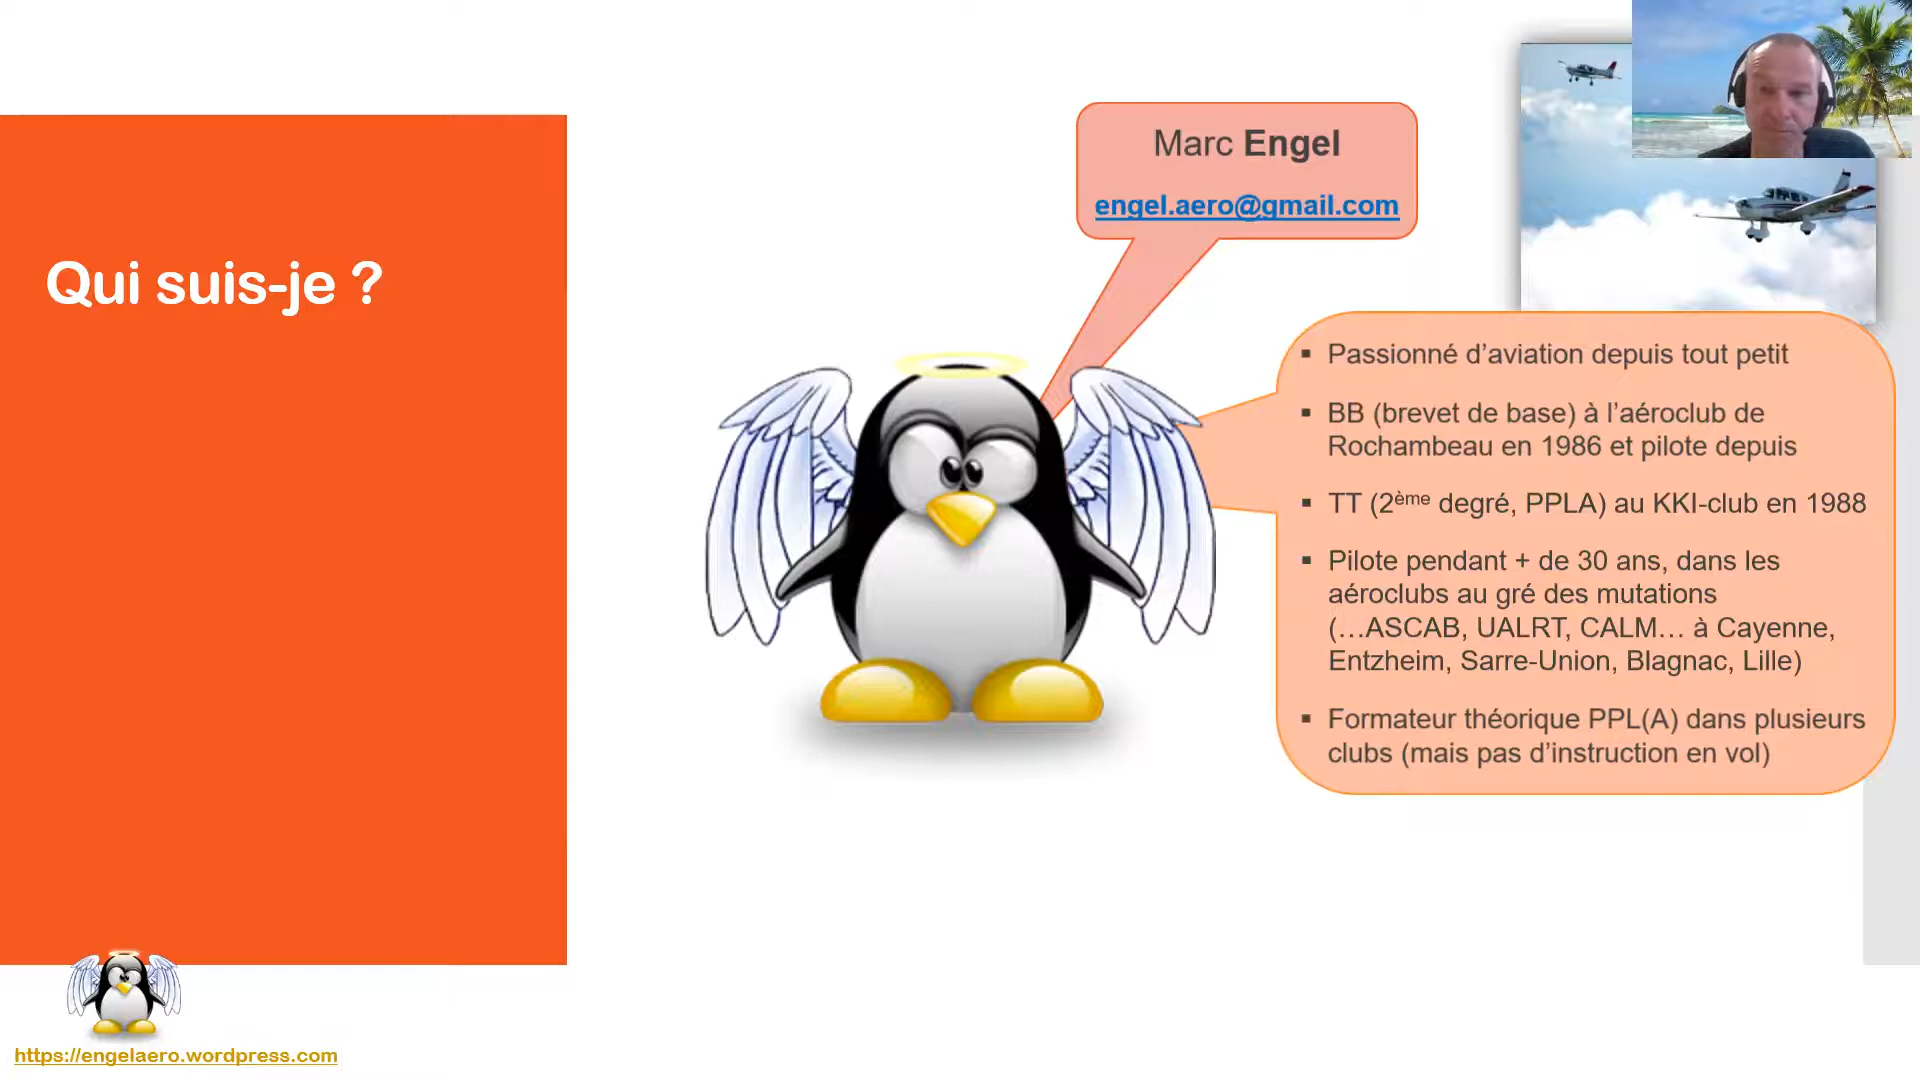 Qui suis-je ?
Marc Engel
engel.aero@gmail.com
▪ Passionné d’aviation depuis tout petit
▪ BB (brevet de base) à l’aéroclub de
Rochambeau en 1986 et pilote depuis
▪ TT (2ème degré, PPLA) au KKI-club en 1988
▪ Pilote pendant + de 30 ans, dans les
aéroclubs au gré des mutations
(…ASCAB, UALRT, CALM… à Cayenne,
Entzheim, Sarre-Union, Blagnac, Lille)
▪ Formateur théorique PPL(A) dans plusieurs
clubs (mais pas d’instruction en vol)
https://engelaero.wordpress.com